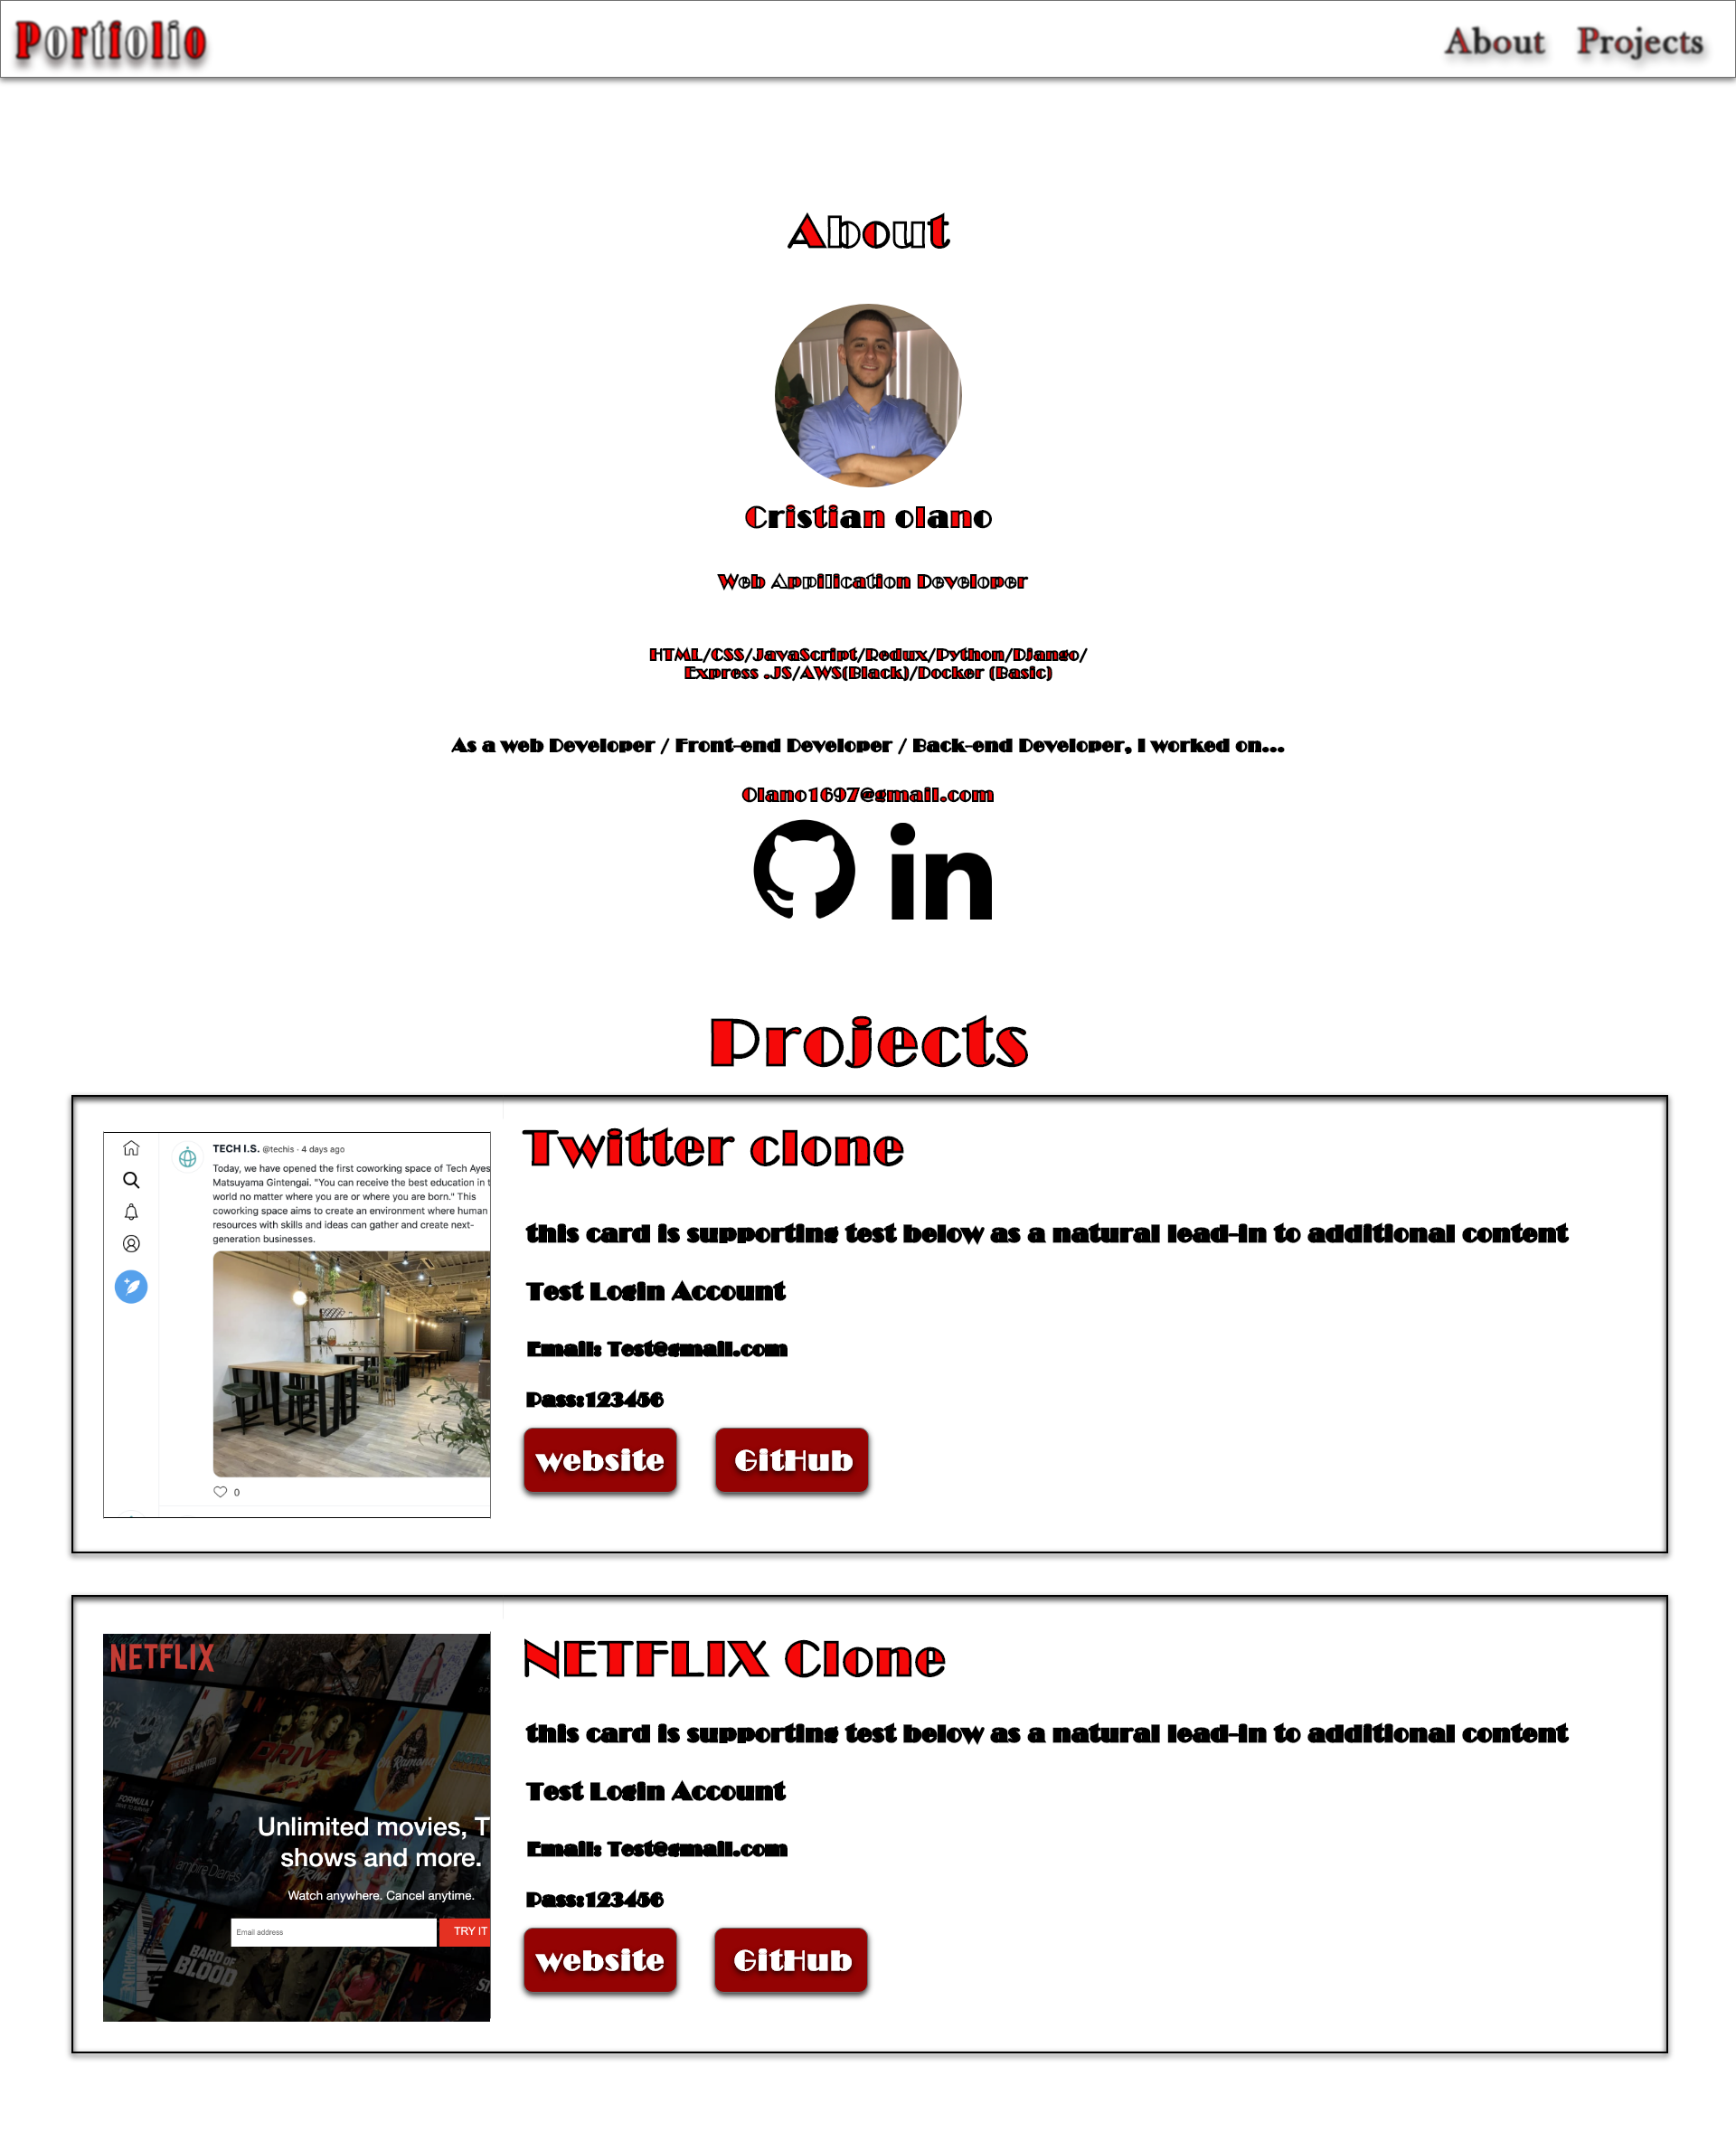 Portfolio
About Projects
About
Cristian olano
Web Appilication Developer
HTML/CSS/JavaScript/Redux/Python/Django/
Express .JS/AWS(Black)/Docker (Basic)
As a web Developer / Front-end Developer / Back-end Developer, I worked on...
Olano1697@gmail.com
in
Projects
TECH I.S. @techis · 4 days ago
Today, we have opened the first coworking space of Tech Ayes
Matsuyama Gintengai. "You can receive the best education in t
world no matter where you are or where you are born." This
coworking space aims to create an environment where human
resources with skills and ideas can gather and create next-
generation businesses.
0
Twitter clone
this card is supporting test below as a natural lead-in to additional content
Test Login Account
Email: Test@gmail.com
Pass:123456
website GitHub
NETFLIX
DRIVE
FORMULA 1
BARD OF
BLOOD
Unlimited movies, T
shows and more.
Watch anywhere. Cancel anytime.
Email address
TRY IT
NETFLIX Clone
this card is supporting test below as a natural lead-in to additional content
Test Login Account
Email: Test@gmail.com
Pass:123456
website GitHub